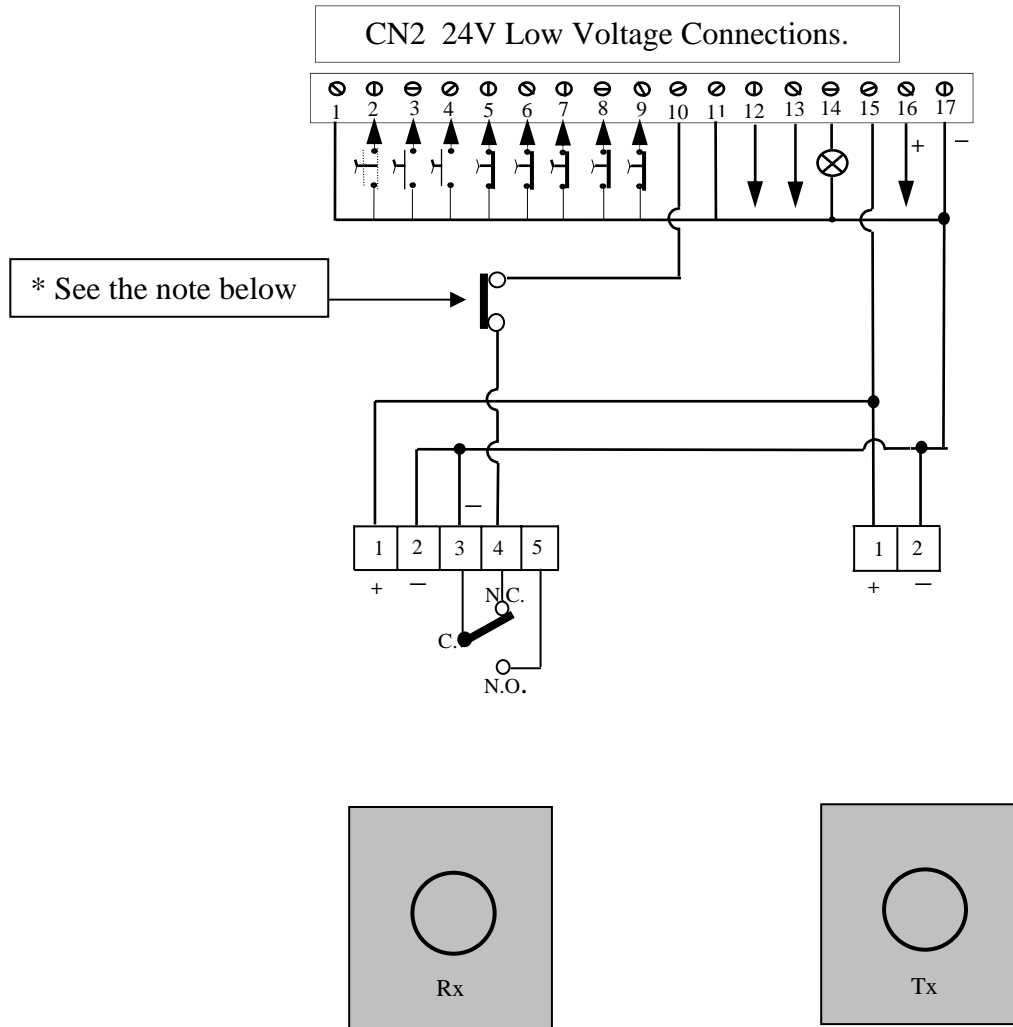 CN2 24V Low Voltage Connections.
1 2 3 4 5 6 7 8 9 10 11 12 13 14 15 16 17
+ –
* See the note below
–
1 2 3 4 5
+ –
1 2
+ –
N.C.
C.
N.O.
Rx
Tx